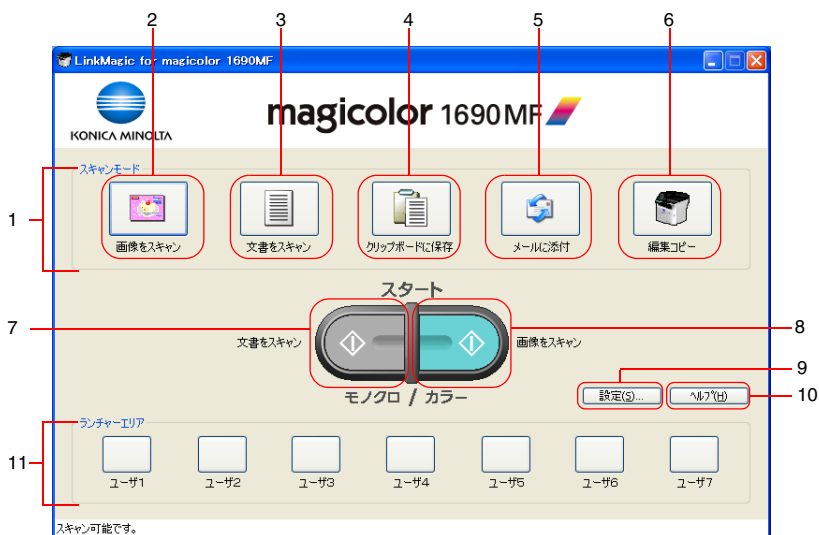 2 3 4 5 6
LinkMagic for magicolor 1690MF
KONICA MINOLTA
magicolor 1690MF
スキャンモード
1
画像をスキャン 文書をスキャン クリップボードに保存 メールに添付 編集コピー
スタート
7
8
文書をスキャン
画像をスキャン
モノクロ / カラー
9
設定(S)... ヘルプ(H)
10
ランチャーエリア
11
ユーザ1 ユーザ2 ユーザ3 ユーザ4 ユーザ5 ユーザ6 ユーザ7
スキャン可能です。